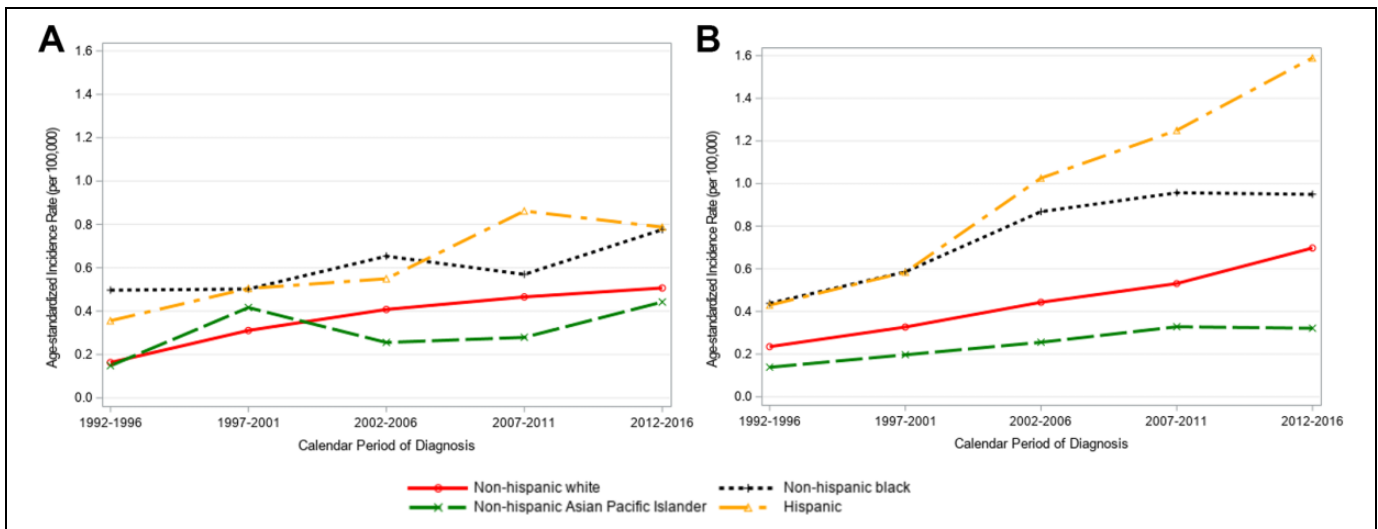 A
Age-standardized Incidence Rate (per 100,000)
1.6
1.4
1.2
1.0
0.8
0.6
0.4
0.2
0.0
1992-1996 1997-2001 2002-2006 2007-2011 2012-2016
Calendar Period of Diagnosis
B
Age-standardized Incidence Rate (per 100,000)
1.6
1.4
1.2
1.0
0.8
0.6
0.4
0.2
0.0
1992-1996 1997-2001 2002-2006 2007-2011 2012-2016
Calendar Period of Diagnosis
Non-hispanic white Non-hispanic black
Non-hispanic Asian Pacific Islander Hispanic